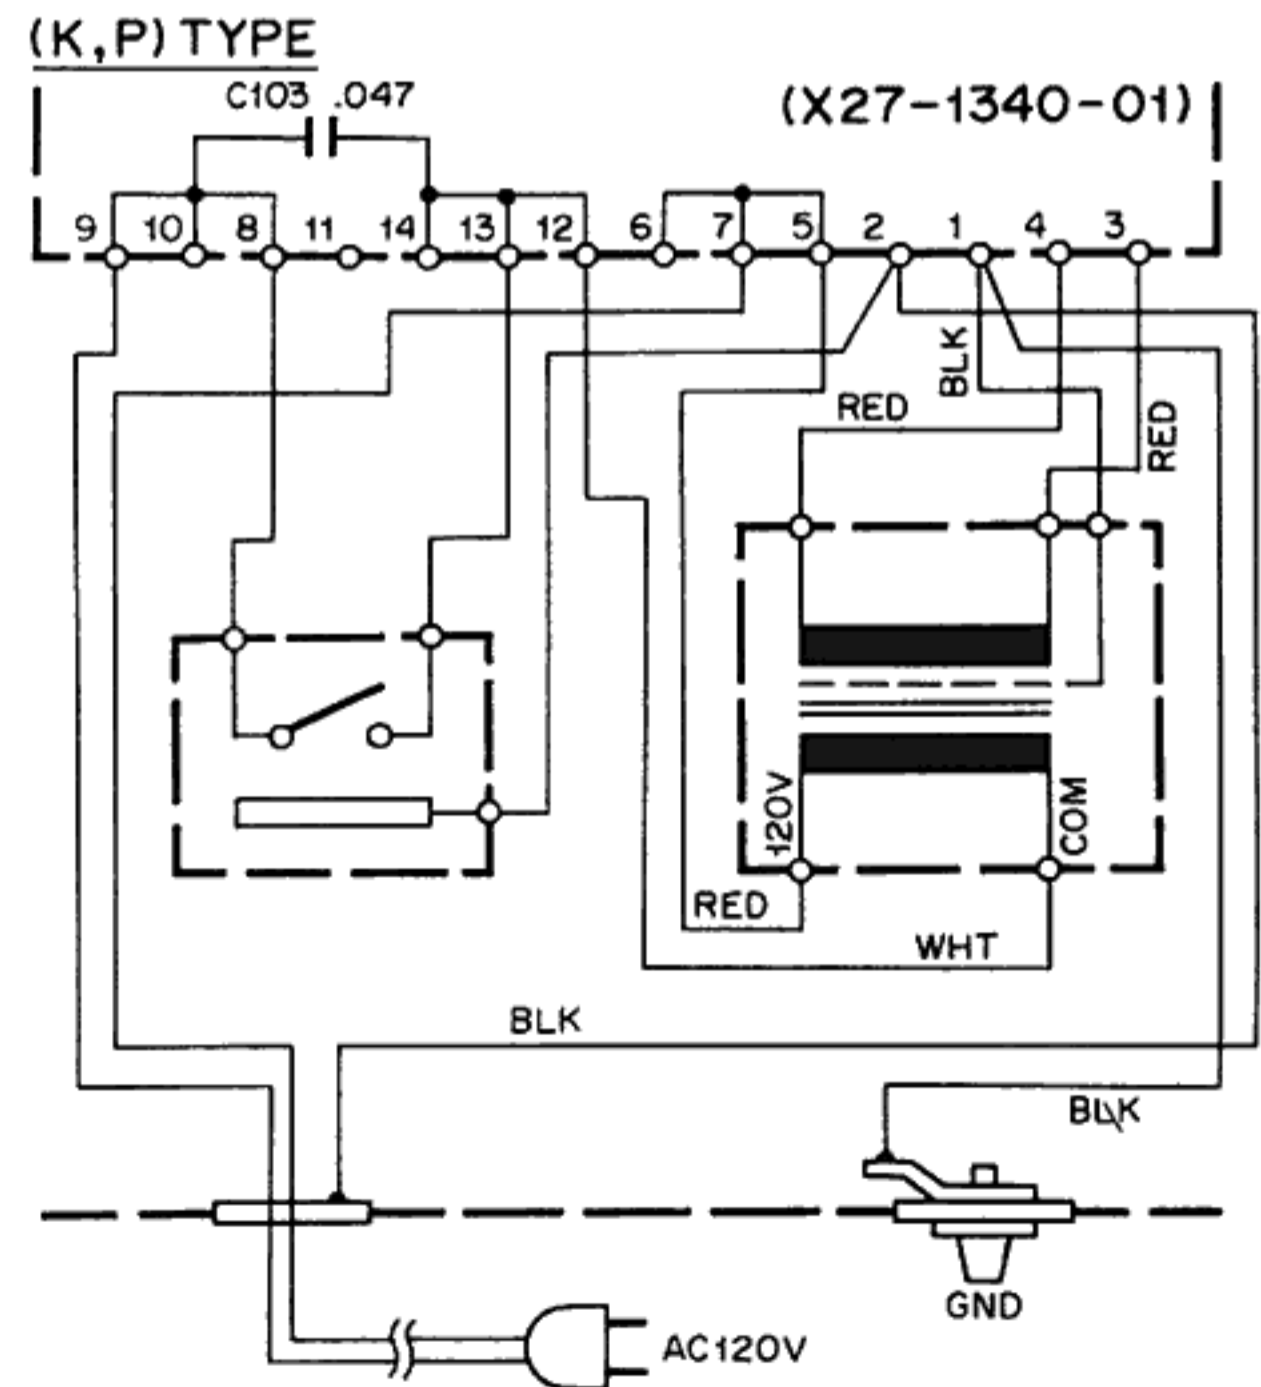 (K,P) TYPE
C103 .047
(X27-1340-01)
9 10 8 11 14 13 12 6 7 5 2 1 4 3
BLK
RED
RED
120V
COM
RED
WHT
BLK
BLK
GND
AC120V